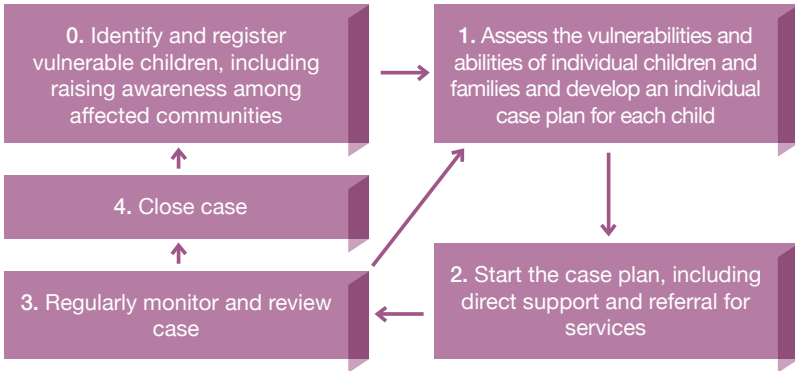 0. Identify and register
vulnerable children, including
raising awareness among
affected communities
1. Assess the vulnerabilities and
abilities of individual children and
families and develop an individual
case plan for each child
2. Start the case plan, including
direct support and referral for
services
3. Regularly monitor and review
case
4. Close case